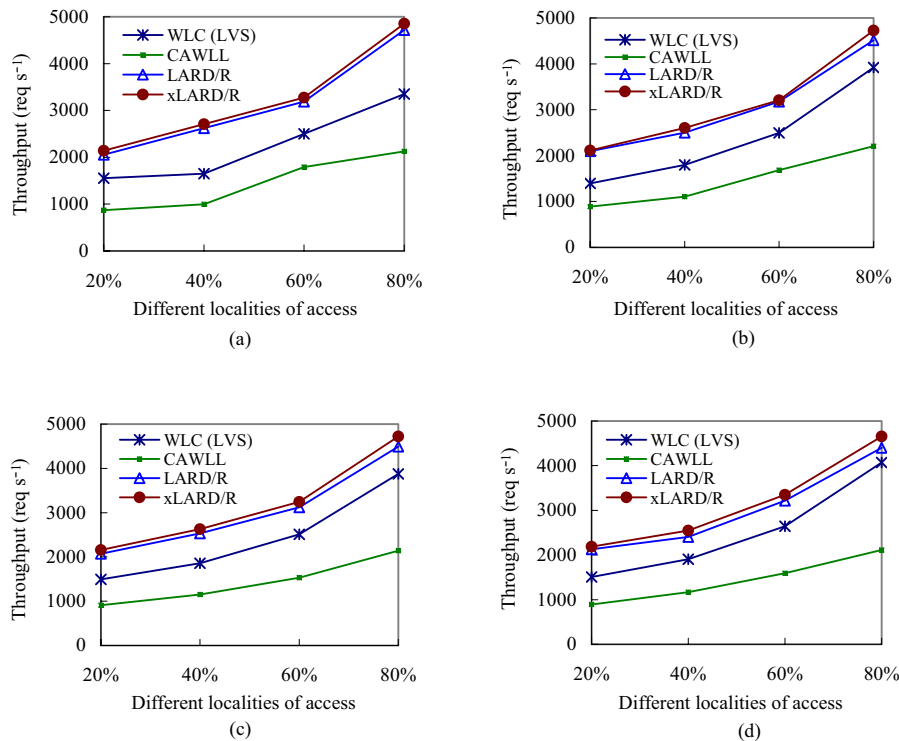 5000
4000
3000
2000
1000
0
Throughput (req s⁻¹)
WLC (LVS)
CAWLL
LARD/R
xLARD/R
20% 40% 60% 80%
Different localities of access
(a)
5000
4000
3000
2000
1000
0
Throughput (req s⁻¹)
WLC (LVS)
CAWLL
LARD/R
xLARD/R
20% 40% 60% 80%
Different localities of access
(b)
5000
4000
3000
2000
1000
0
Throughput (req s⁻¹)
WLC (LVS)
CAWLL
LARD/R
xLARD/R
20% 40% 60% 80%
Different localities of access
(c)
5000
4000
3000
2000
1000
0
Throughput (req s⁻¹)
WLC (LVS)
CAWLL
LARD/R
xLARD/R
20% 40% 60% 80%
Different localities of access
(d)